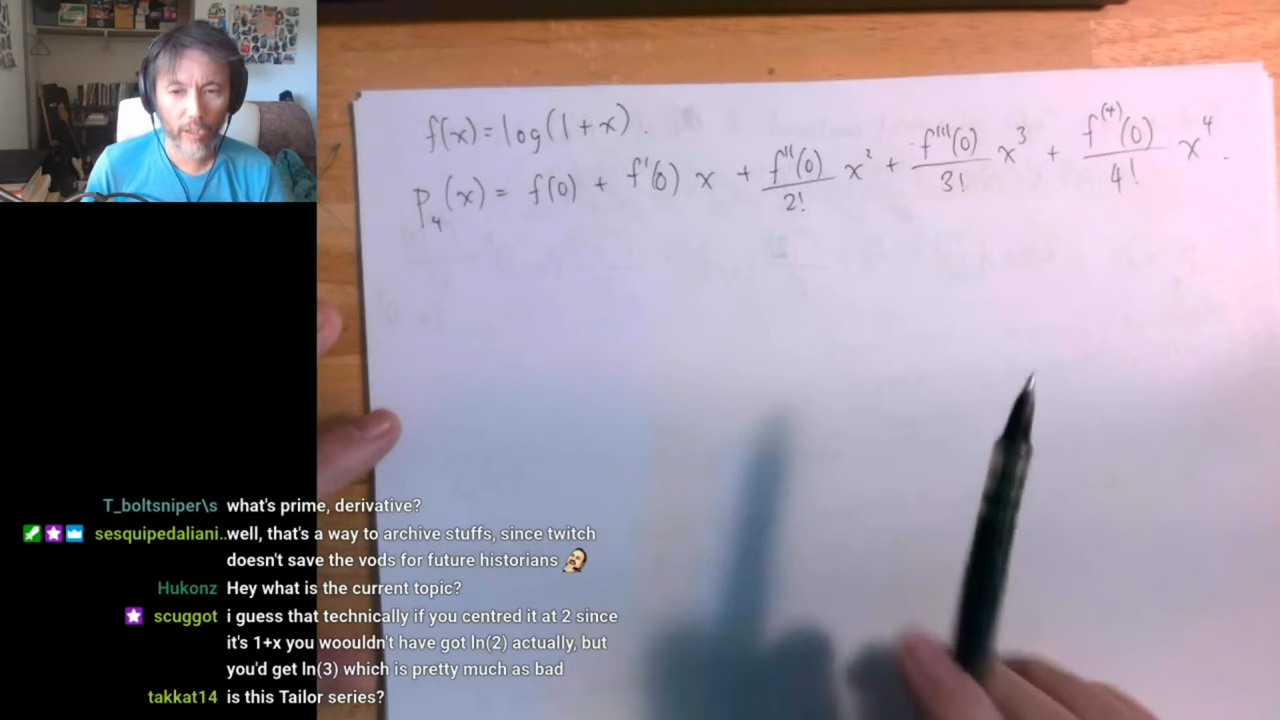 f(x) = log(1+x).
P₄(x) = f(0) + f'(0) x + f''(0)/2! x² + f'''(0)/3! x³ + f⁽⁴⁾(0)/4! x⁴.
T_boltsniper\s what's prime, derivative?
sesquipedaliani.. well, that's a way to archive stuffs, since twitch
doesn't save the vods for future historians
Hukonz Hey what is the current topic?
scuggot i guess that technically if you centred it at 2 since
it's 1+x you woouldn't have got ln(2) actually, but
you'd get ln(3) which is pretty much as bad
takkat14 is this Tailor series?